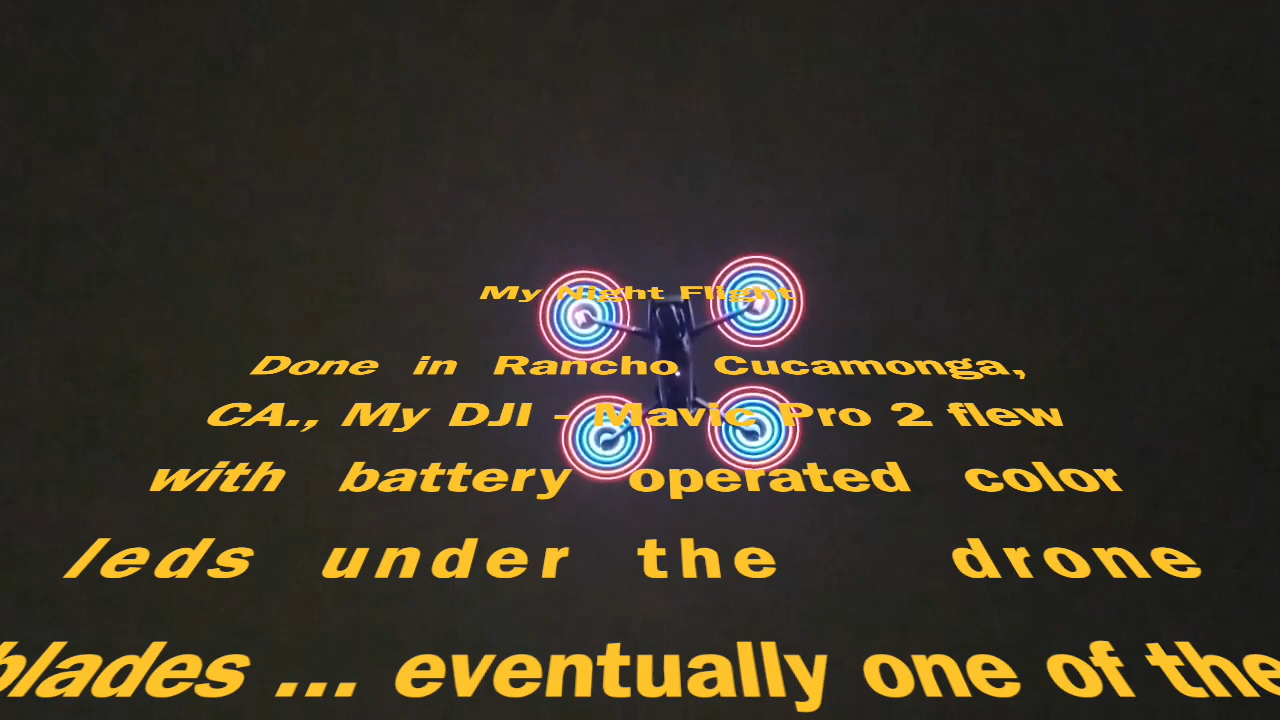 My Night Flight
Done in Rancho Cucamonga,
CA., My DJI - Mavic Pro 2 flew
with battery operated color
leds under the drone
blades ... eventually one of the